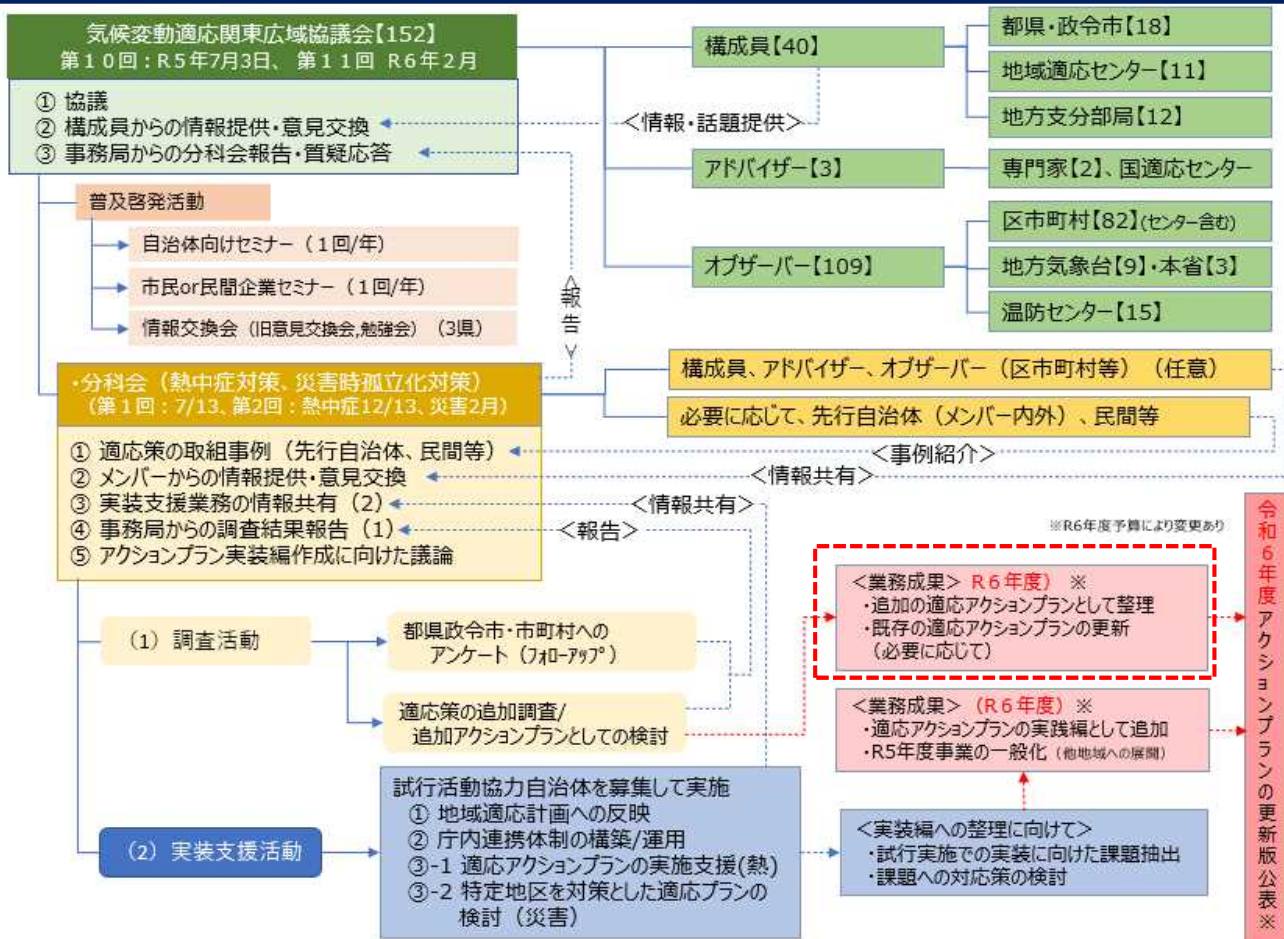 気候変動適応関東広域協議会【152】
第10回：R5年7月3日、 第11回 R6年2月
① 協議
② 構成員からの情報提供・意見交換
③ 事務局からの分科会報告・質疑応答
＜情報・話題提供＞
構成員【40】
都県・政令市【18】
地域適応センター【11】
地方支分部局【12】
アドバイザー【3】
専門家【2】、国適応センター
オブザーバー【109】
区市町村【82】(センター含む)
地方気象台【9】・本省【3】
温防センター【15】
普及啓発活動
自治体向けセミナー（１回/年）
市民or民間企業セミナー（１回/年）
情報交換会（旧意見交換会,勉強会）（3県）
＜報告＞
・分科会（熱中症対策、災害時孤立化対策）
（第１回：7/13、第2回：熱中症12/13、災害2月）
構成員、アドバイザー、オブザーバー（区市町村等）（任意）
必要に応じて、先行自治体（メンバー内外）、民間等
① 適応策の取組事例（先行自治体、民間等）
② メンバーからの情報提供・意見交換
③ 実装支援業務の情報共有（2）
④ 事務局からの調査結果報告（1）
⑤ アクションプラン実装編作成に向けた議論
＜事例紹介＞
＜情報共有＞
＜情報共有＞
＜報告＞
※R6年度予算により変更あり
（1）調査活動
都県政令市・市町村への
アンケート（ﾌｫﾛｰｱｯﾌﾟ）
適応策の追加調査/
追加アクションプランとしての検討
＜業務成果＞ R6年度） ※
・追加の適応アクションプランとして整理
・既存の適応アクションプランの更新
（必要に応じて）
＜業務成果＞（R６年度）※
・適応アクションプランの実践編として追加
・R5年度事業の一般化（他地域への展開）
令和６年度アクションプランの更新版公表※
（2）実装支援活動
試行活動協力自治体を募集して実施
① 地域適応計画への反映
② 庁内連携体制の構築/運用
③-1 適応アクションプランの実施支援(熱)
③-2 特定地区を対策とした適応プランの
検討（災害）
＜実装編への整理に向けて＞
・試行実施での実装に向けた課題抽出
・課題への対応策の検討